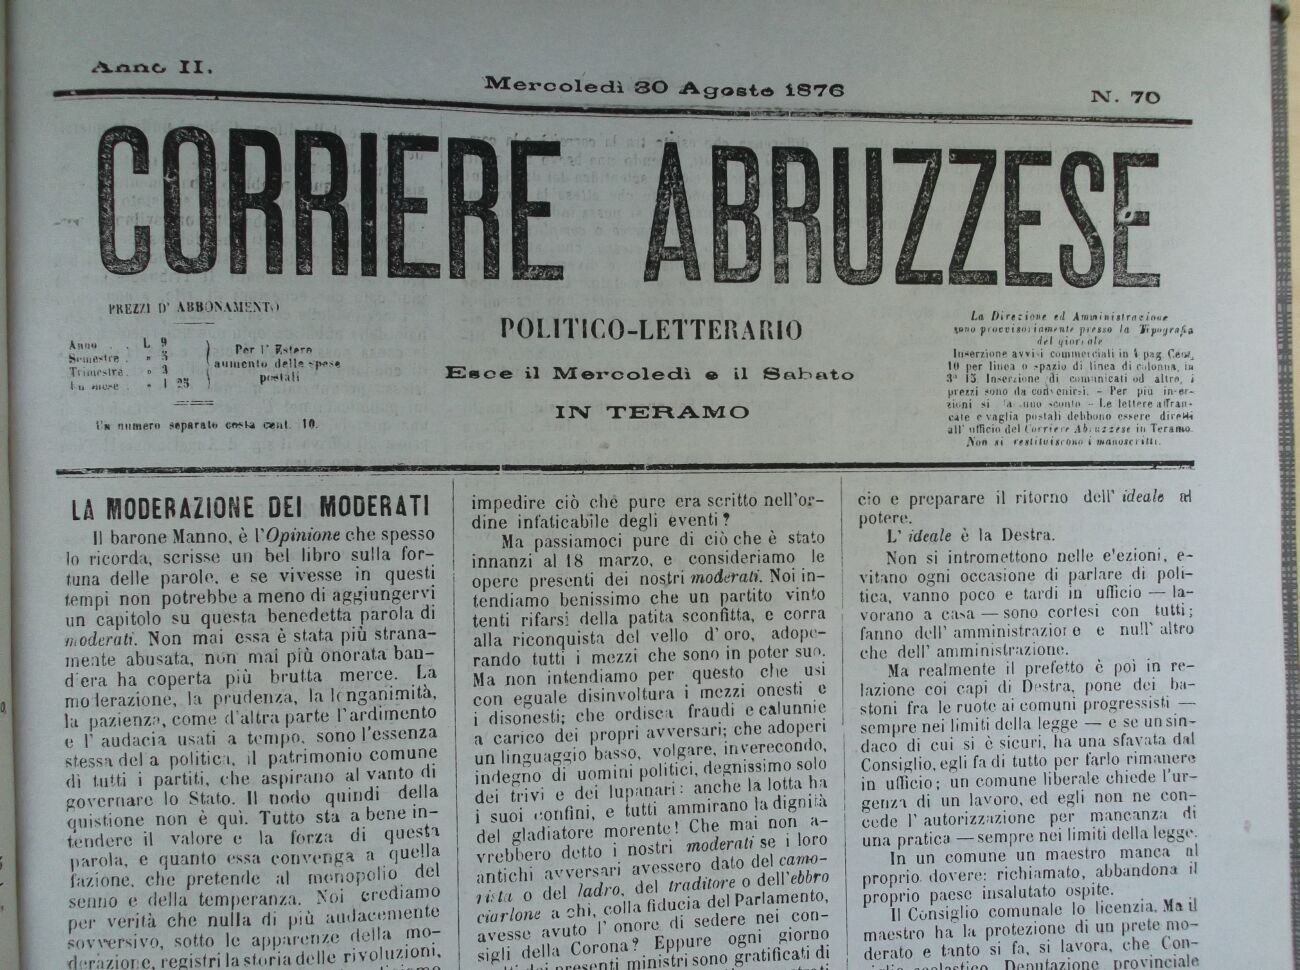 Anno II.
Mercoledì 30 Agosto 1876
N. 70
CORRIERE ABRUZZESE
PREZZI D' ABBONAMENTO
Anno . . L 9
Semestre . » 5
Trimestre . » 3
Un mese . » 1 25
Per l' Estero
aumento delle spese
postali
Un numero separato costa cent. 10.
POLITICO-LETTERARIO
Esce il Mercoledì e il Sabato
IN TERAMO
La Direzione ed Amministrazione
sono provvisoriamente presso la Tipografia
del giornale
Inserzione avvisi commerciali in 4 pag. Cent.
10 per linea o spazio di linea di colonna, in
3ª 15 Inserzione di comunicati od altro, i
prezzi sono da convenirsi. - Per più inser-
zioni si fa uno sconto - Le lettere affran-
cate e vaglia postali debbono essere diretti
all' ufficio del Corriere Abruzzese in Teramo.
Non si restituiscono i manoscritti.
LA MODERAZIONE DEI MODERATI
Il barone Manno, è l'Opinione che spesso
lo ricorda, scrisse un bel libro sulla for-
tuna delle parole, e se vivesse in questi
tempi non potrebbe a meno di aggiungervi
un capitolo su questa benedetta parola di
moderati. Non mai essa è stata più strana-
mente abusata, non mai più onorata ban-
d'era ha coperta più brutta merce. La
moderazione, la prudenza, la longanimità,
la pazienza, come d'altra parte l'ardimento
e l' audacia usati a tempo, sono l'essenza
stessa del a politica, il patrimonio comune
di tutti i partiti, che aspirano al vanto di
governare lo Stato. Il nodo quindi della
quistione non è quì. Tutto sta a bene in-
tendere il valore e la forza di questa
parola, e quanto essa convenga a quella
fazione, che pretende al monopolio del
senno e della temperanza. Noi crediamo
per verità che nulla di più audacemente
sovversivo, sotto le apparenze della mo-
derazione, registri la storia delle rivoluzioni,
impedire ciò che pure era scritto nell'or-
dine infaticabile degli eventi?
Ma passiamoci pure di ciò che è stato
innanzi al 18 marzo, e consideriamo le
opere presenti dei nostri moderati. Noi in-
tendiamo benissimo che un partito vinto
tenti rifarsi della patita sconfitta, e corra
alla riconquista del vello d' oro, adope-
rando tutti i mezzi che sono in poter suo.
Ma non intendiamo per questo che usi
con eguale disinvoltura i mezzi onesti e
i disonesti; che ordisca fraudi e calunnie
a carico dei propri avversari; che adoperi
un linguaggio basso, volgare, inverecondo,
indegno di uomini politici, degnissimo solo
dei trivi e dei lupanari: anche la lotta ha
i suoi confini, e tutti ammirano la dignità
del gladiatore morente! Che mai non a-
vrebbero detto i nostri moderati se i loro
antichi avversari avessero dato del camo-
rista o del ladro, del traditore o dell'ebbro
ciarlone a chi, colla fiducia del Parlamento,
avesse avuto l' onore di sedere nei con-
sigli della Corona? Eppure ogni giorno
presenti ministri sono gratificati di
cio e preparare il ritorno dell' ideale al
potere.
L' ideale è la Destra.
Non si intromettono nelle e'ezioni, e-
vitano ogni occasione di parlare di poli-
tica, vanno poco e tardi in ufficio — la-
vorano a casa — sono cortesi con tutti;
fanno dell' amministrazione e null' altro
che dell' amministrazione.
Ma realmente il prefetto è poi in re-
lazione coi capi di Destra, pone dei ba-
stoni fra le ruote ai comuni progressisti —
sempre nei limiti della legge — e se un sin-
daco di cui si è sicuri, ha una sfavata dal
Consiglio, egli fa di tutto per farlo rimanere
in ufficio; un comune liberale chiede l'ur-
genza di un lavoro, ed egli non ne con-
cede l' autorizzazione per mancanza di
una pratica — sempre nei limiti della legge.
In un comune un maestro manca al
proprio dovere: richiamato, abbandona il
proprio paese insalutato ospite.
Il Consiglio comunale lo licenzia. Ma il
maestro ha la protezione di un prete mo-
derato e tanto si fa, si lavora, che Con-
siglio scolastico, Deputazione provinciale